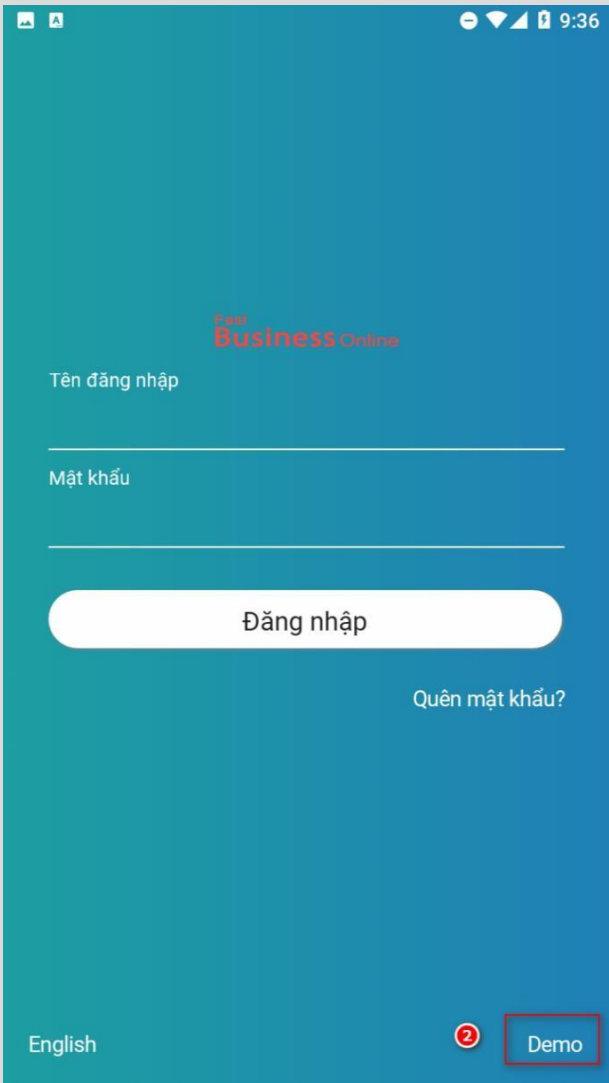 A
9:36
Fast
Business Online
Tên đăng nhập
Mật khẩu
Đăng nhập
Quên mật khẩu?
English
2
Demo